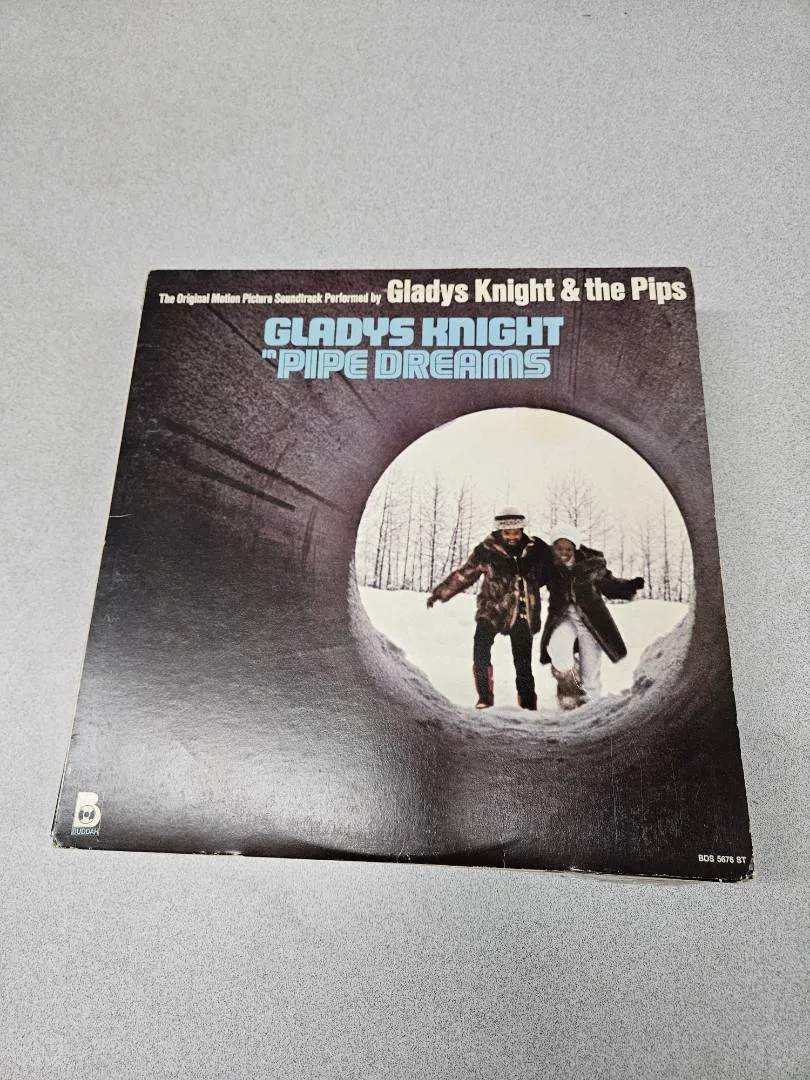 The Original Motion Picture Soundtrack Performed by Gladys Knight & the Pips
GLADYS KNIGHT
in PIPE DREAMS
B
BUDDAH
BDS 5676 ST